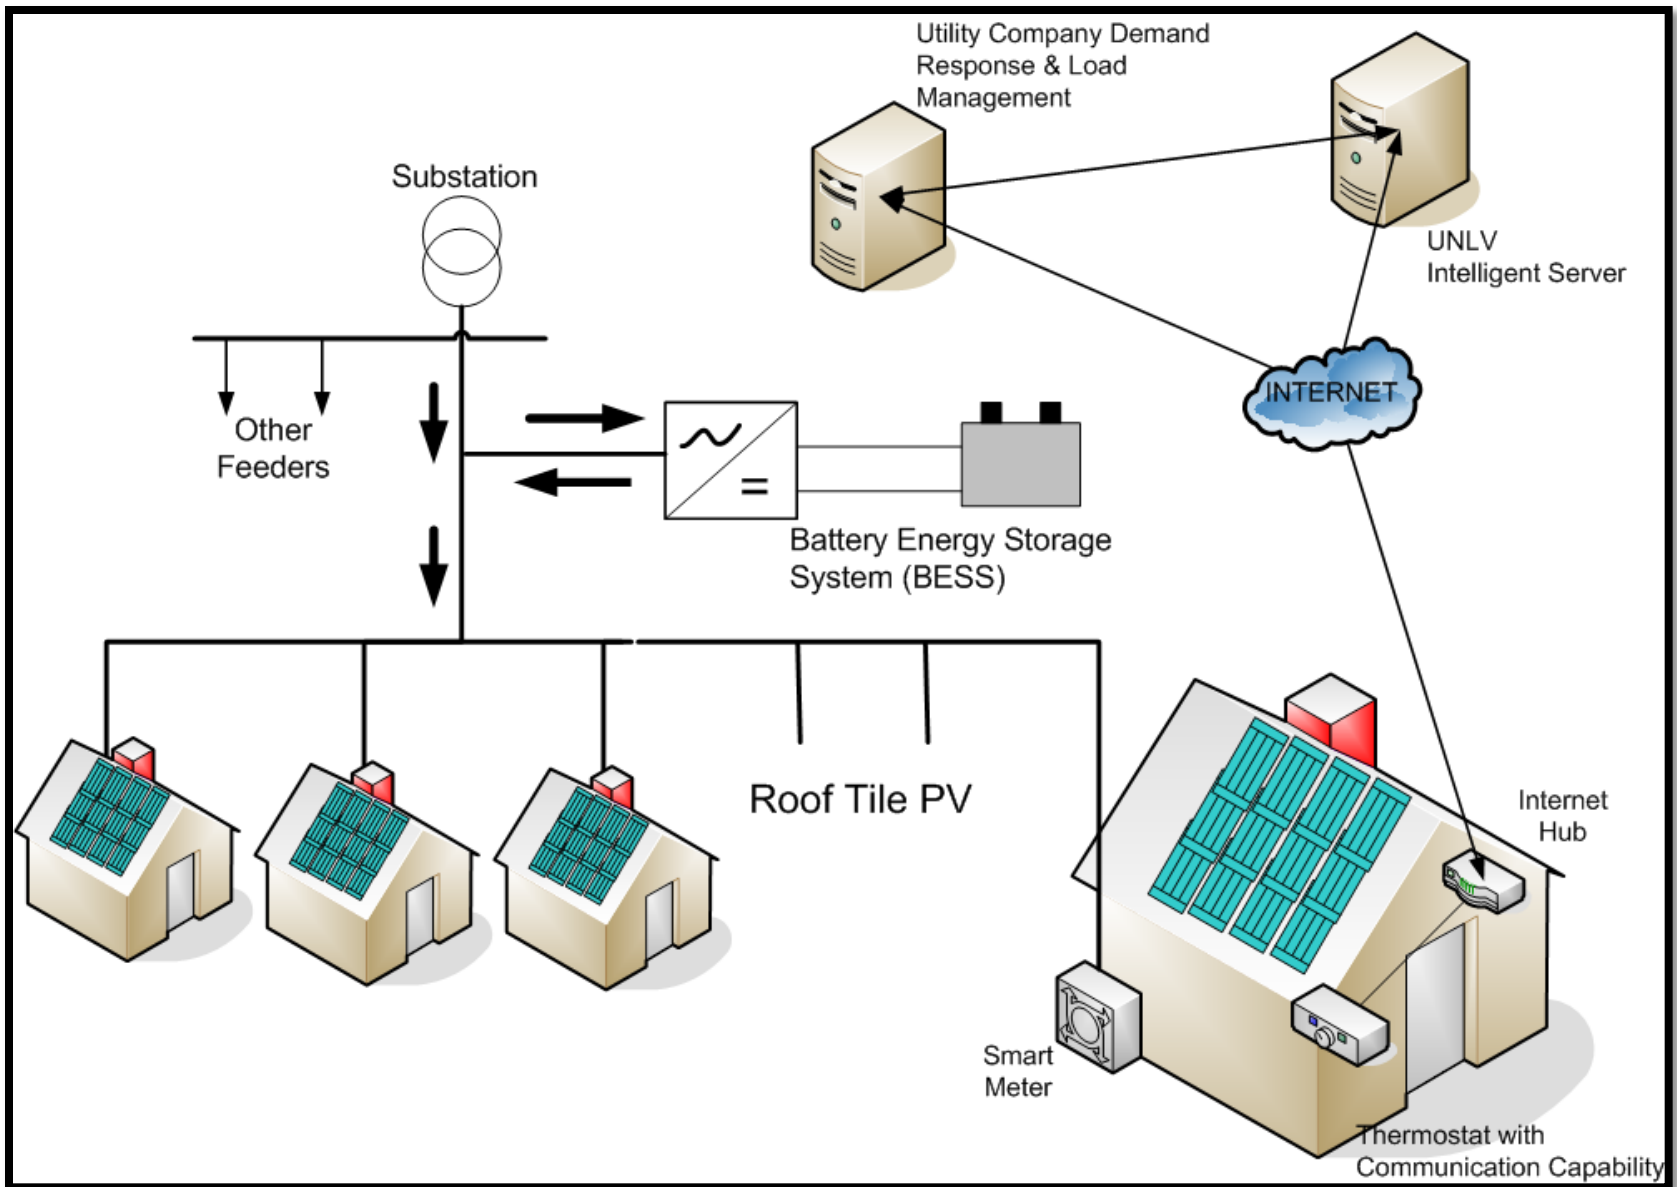 Utility Company Demand
Response & Load
Management
Substation
UNLV
Intelligent Server
INTERNET
Other
Feeders
Battery Energy Storage
System (BESS)
Roof Tile PV
Internet
Hub
Smart
Meter
Thermostat with
Communication Capability